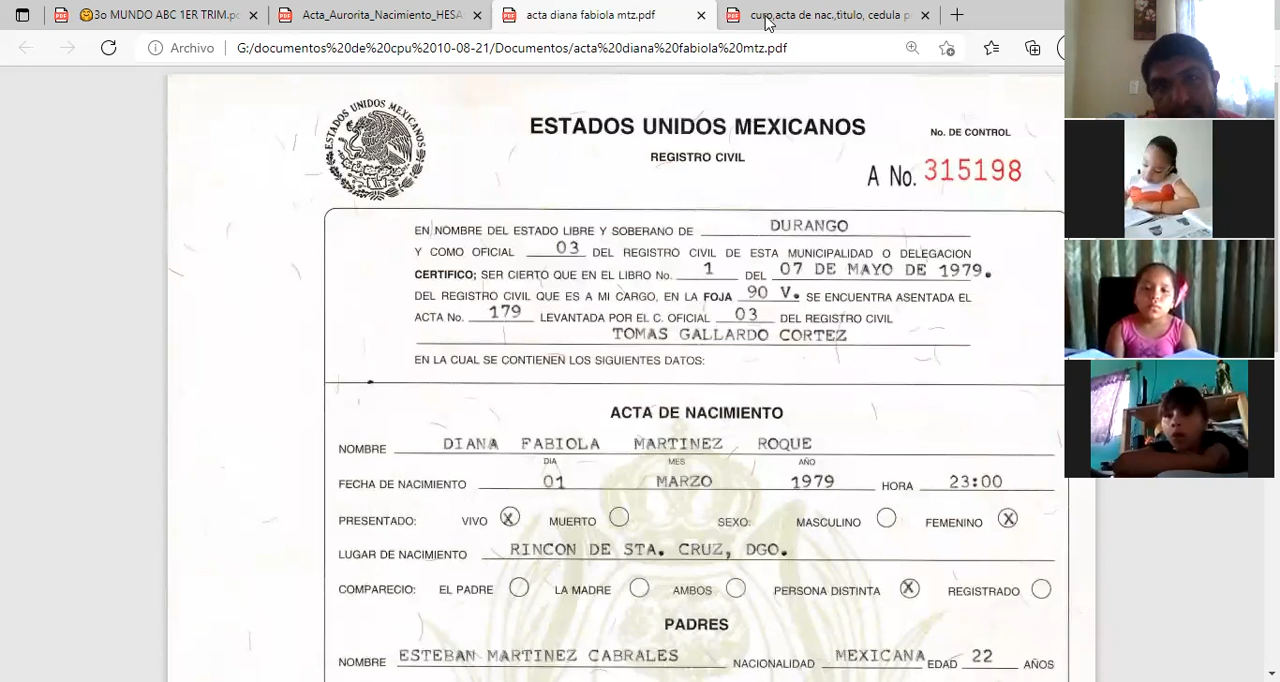 😊3o MUNDO ABC 1ER TRIM.pd
Acta_Aurorita_Nacimiento_HESA
acta diana fabiola mtz.pdf
curp,acta de nac.,titulo, cedula p
Archivo
G:/documentos%20de%20cpu%2010-08-21/Documentos/acta%20diana%20fabiola%20mtz.pdf
ESTADOS UNIDOS MEXICANOS
ESTADOS UNIDOS MEXICANOS
No. DE CONTROL
REGISTRO CIVIL
A No. 315198
EN NOMBRE DEL ESTADO LIBRE Y SOBERANO DE DURANGO
Y COMO OFICIAL 03 DEL REGISTRO CIVIL DE ESTA MUNICIPALIDAD O DELEGACION
CERTIFICO; SER CIERTO QUE EN EL LIBRO No. 1 DEL 07 DE MAYO DE 1979.
DEL REGISTRO CIVIL QUE ES A MI CARGO, EN LA FOJA 90 V. SE ENCUENTRA ASENTADA EL
ACTA No. 179 LEVANTADA POR EL C. OFICIAL 03 DEL REGISTRO CIVIL
TOMAS GALLARDO CORTEZ
EN LA CUAL SE CONTIENEN LOS SIGUIENTES DATOS:
ACTA DE NACIMIENTO
NOMBRE DIANA FABIOLA MARTINEZ ROQUE
DIA MES AÑO
FECHA DE NACIMIENTO 01 MARZO 1979 HORA 23:00
PRESENTADO: VIVO X MUERTO SEXO: MASCULINO FEMENINO X
LUGAR DE NACIMIENTO RINCON DE STA. CRUZ, DGO.
COMPARECIO: EL PADRE LA MADRE AMBOS PERSONA DISTINTA X REGISTRADO
PADRES
NOMBRE ESTEBAN MARTINEZ CABRALES NACIONALIDAD MEXICANA EDAD 22 AÑOS